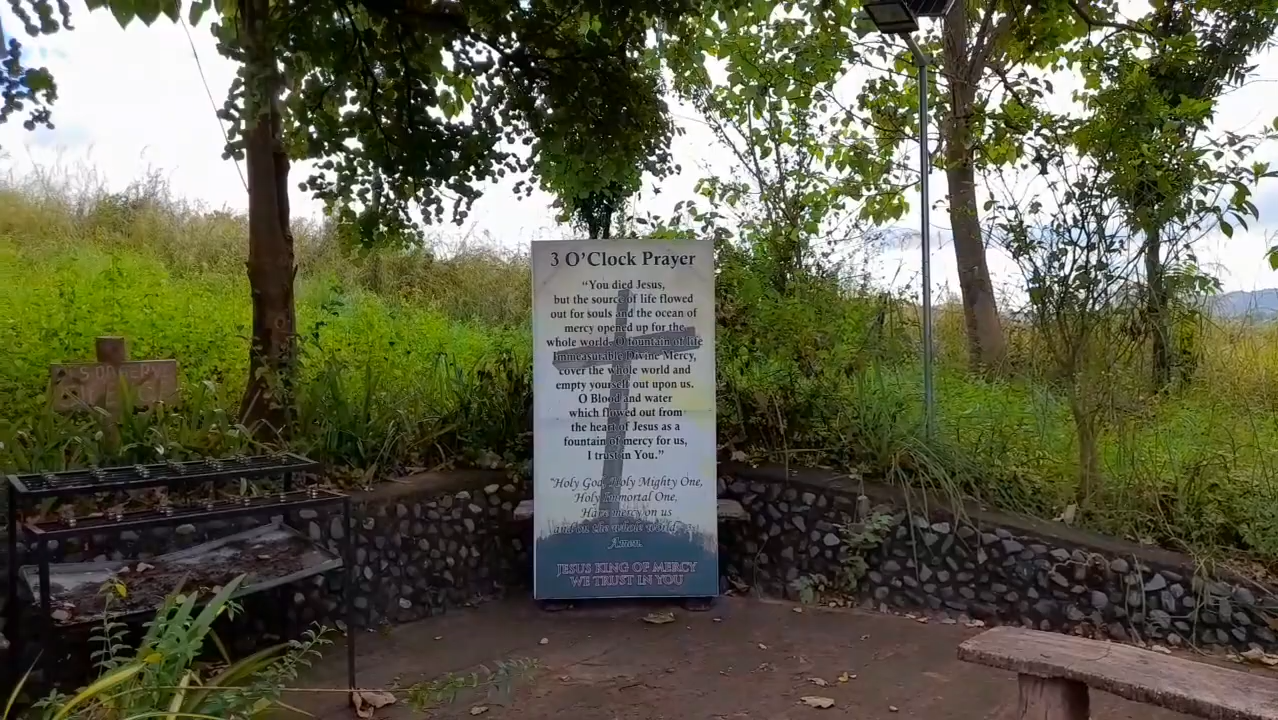 3 O'Clock Prayer
"You died Jesus,
but the source of life flowed
out for souls and the ocean of
mercy opened up for the
whole world. O fountain of life
Immeasurable Divine Mercy,
cover the whole world and
empty yourself out upon us.
O Blood and water
which flowed out from
the heart of Jesus as a
fountain of mercy for us,
I trust in You."
"Holy God, Holy Mighty One,
Holy Immortal One,
Have mercy on us
and on the whole world."
Amen.
JESUS KING OF MERCY
WE TRUST IN YOU